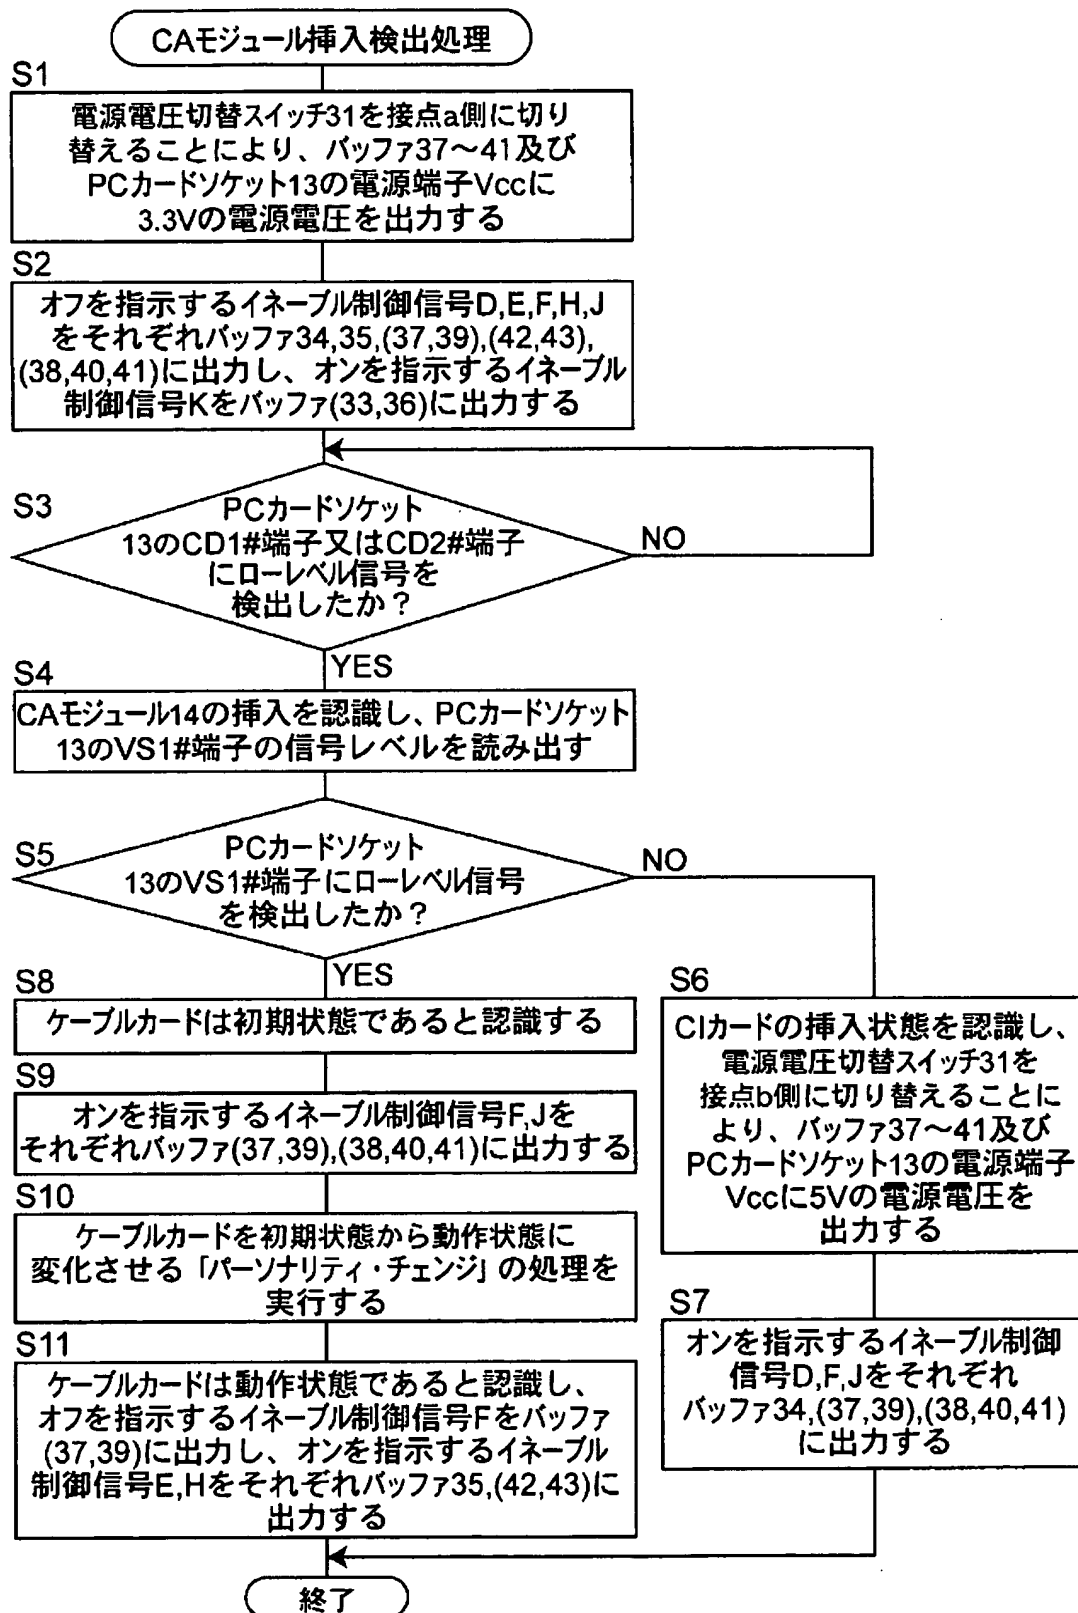 CAモジュール挿入検出処理
S1
電源電圧切替スイッチ31を接点a側に切り
替えることにより、バッファ37～41及び
PCカードソケット13の電源端子Vccに
3.3Vの電源電圧を出力する
S2
オフを指示するイネーブル制御信号D,E,F,H,J
をそれぞれバッファ34,35,(37,39),(42,43),
(38,40,41)に出力し、オンを指示するイネーブル
制御信号Kをバッファ(33,36)に出力する
S3
PCカードソケット
13のCD1#端子又はCD2#端子
にローレベル信号を
検出したか？
NO
YES
S4
CAモジュール14の挿入を認識し、PCカードソケット
13のVS1#端子の信号レベルを読み出す
S5
PCカードソケット
13のVS1#端子にローレベル信号
を検出したか？
NO
YES
S8
ケーブルカードは初期状態であると認識する
S9
オンを指示するイネーブル制御信号F,Jを
それぞれバッファ(37,39),(38,40,41)に出力する
S10
ケーブルカードを初期状態から動作状態に
変化させる「パーソナリティ・チェンジ」の処理を
実行する
S11
ケーブルカードは動作状態であると認識し、
オフを指示するイネーブル制御信号Fをバッファ
(37,39)に出力し、オンを指示するイネーブル
制御信号E,Hをそれぞれバッファ35,(42,43)に
出力する
S6
CIカードの挿入状態を認識し、
電源電圧切替スイッチ31を
接点b側に切り替えることに
より、バッファ37～41及び
PCカードソケット13の電源端子
Vccに5Vの電源電圧を
出力する
S7
オンを指示するイネーブル制御
信号D,F,Jをそれぞれ
バッファ34,(37,39),(38,40,41)
に出力する
終了